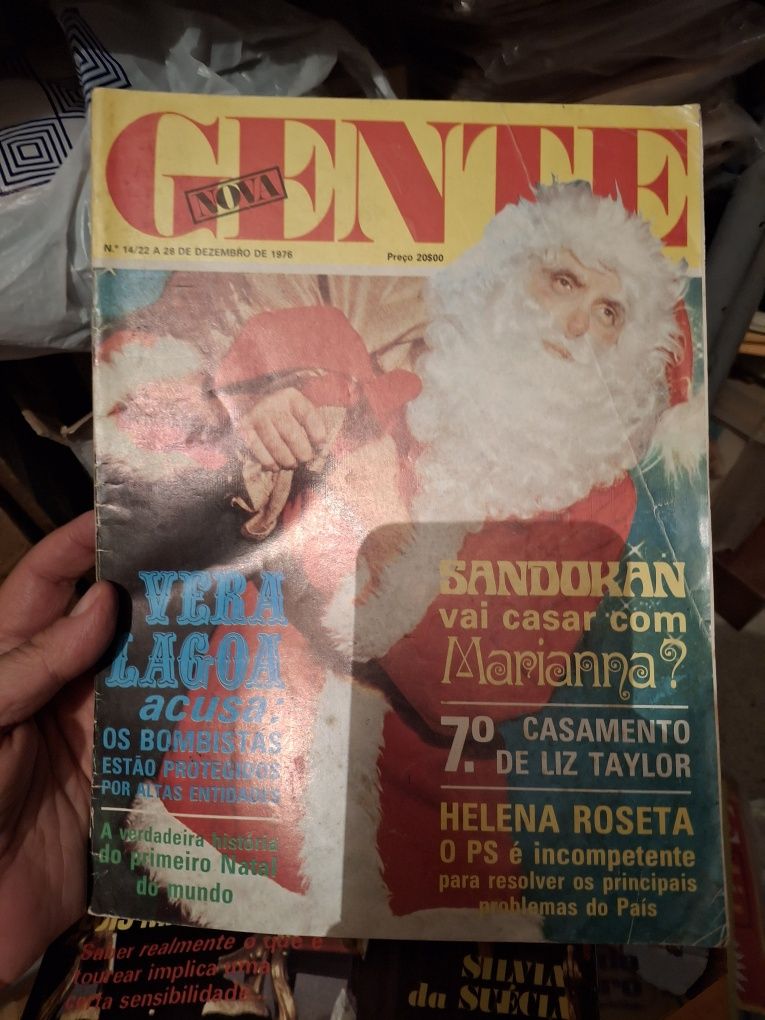 NOVA
GENTE
N.º 14/22 A 28 DE DEZEMBRO DE 1976
Preço 20$00
VERA
LAGOA
acusa:
OS BOMBISTAS
ESTÃO PROTEGIDOS
POR ALTAS ENTIDADES
A verdadeira história
do primeiro Natal
do mundo
SANDOKAN
vai casar com
Marianna?
7.º CASAMENTO
DE LIZ TAYLOR
HELENA ROSETA
O PS é incompetente
para resolver os principais
problemas do País
Saber realmente o que é
tourear implica uma
certa sensibilidade...
SILVIA
da SUÉCIA